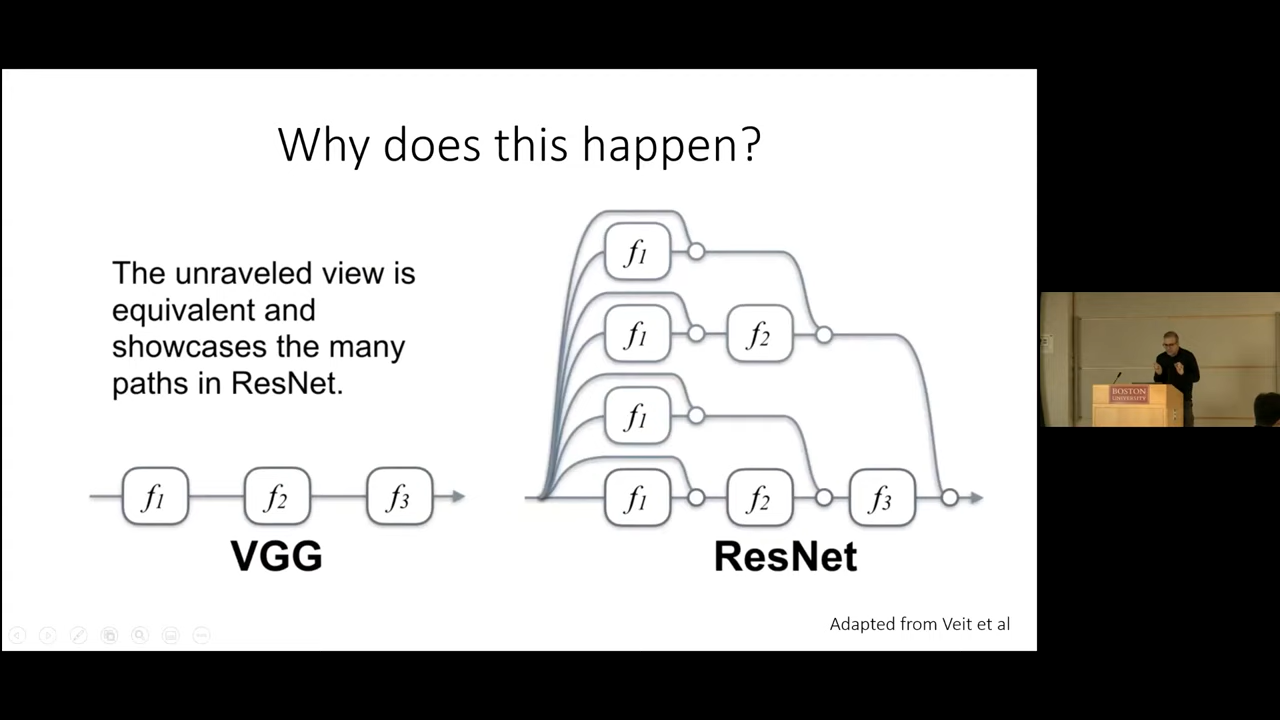 Why does this happen?
The unraveled view is
equivalent and
showcases the many
paths in ResNet.
f1 f2 f3
VGG
f1
f1 f2
f1
f1 f2 f3
ResNet
Adapted from Veit et al
BOSTON
UNIVERSITY